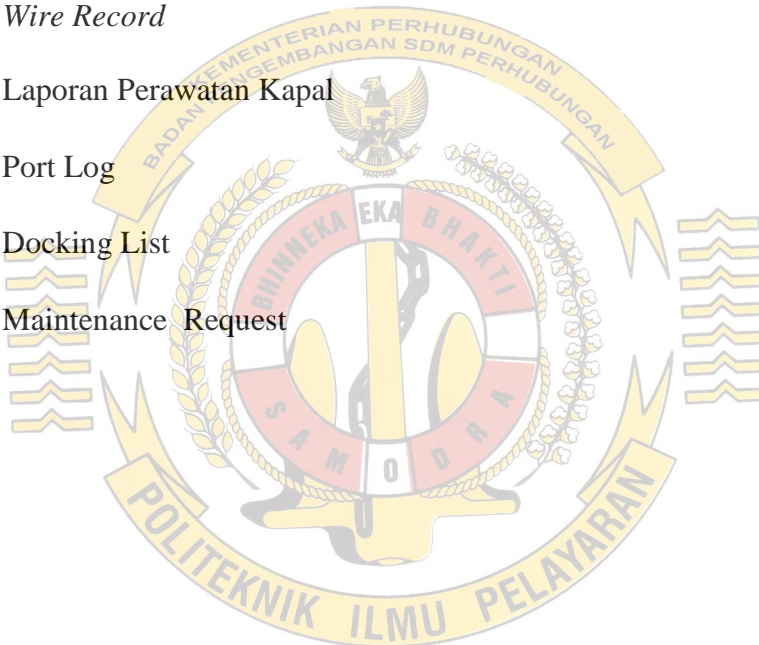 Wire Record
BADAN PENGEMBANGAN SDM PERHUBUNGAN
KEMENTERIAN PERHUBUNGAN
Laporan Perawatan Kapal
Port Log
BHINNEKA EKA BHAKTI
Docking List
Maintenance Request
SAMODRA
POLITEKNIK ILMU PELAYARAN